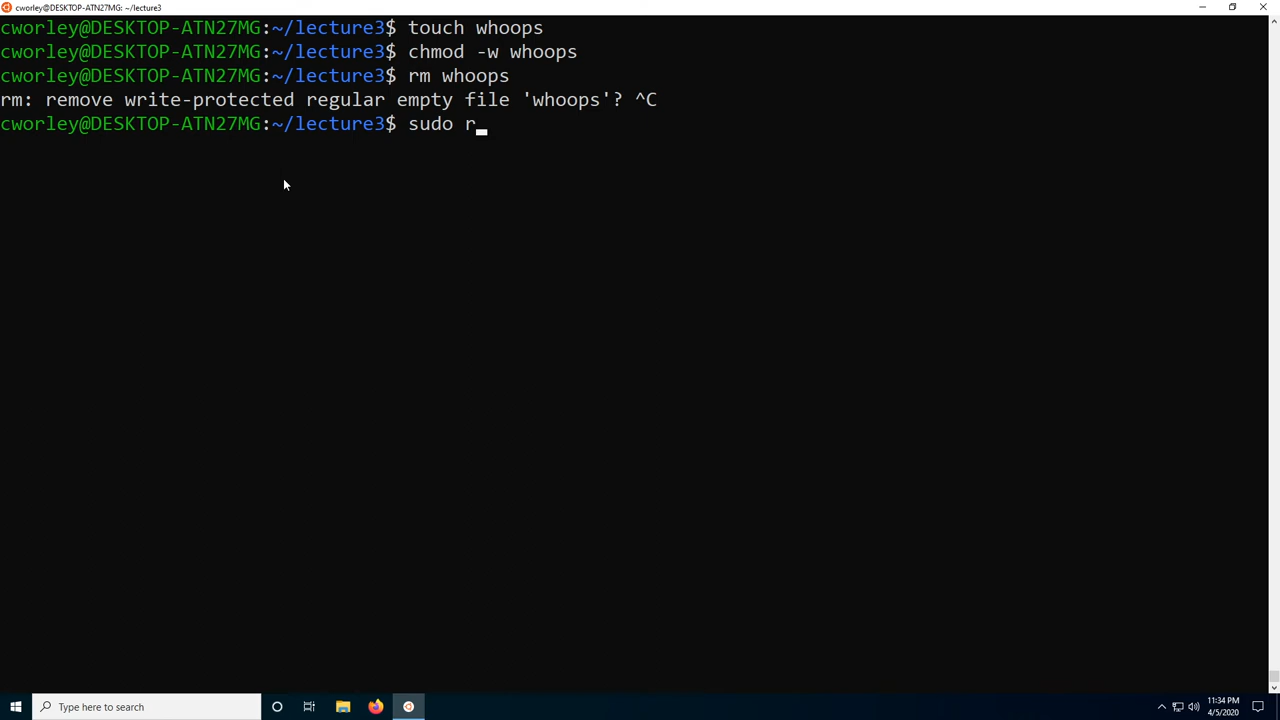 cworley@DESKTOP-ATN27MG: ~/lecture3
cworley@DESKTOP-ATN27MG:~/lecture3$ touch whoops
cworley@DESKTOP-ATN27MG:~/lecture3$ chmod -w whoops
cworley@DESKTOP-ATN27MG:~/lecture3$ rm whoops
rm: remove write-protected regular empty file 'whoops'? ^C
cworley@DESKTOP-ATN27MG:~/lecture3$ sudo r
Type here to search
11:34 PM
4/5/2020